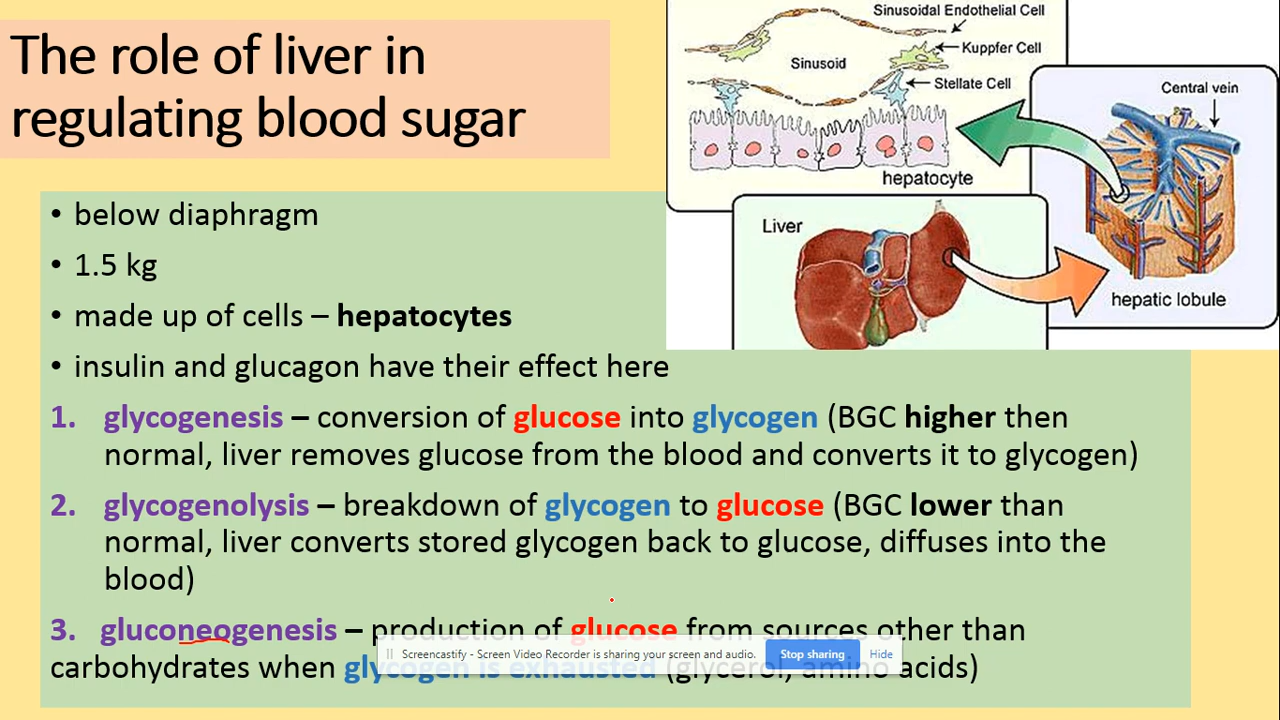 The role of liver in
regulating blood sugar
Sinusoidal Endothelial Cell
Kuppfer Cell
Sinusoid
Stellate Cell
hepatocyte
Central vein
hepatic lobule
Liver
• below diaphragm
• 1.5 kg
• made up of cells – hepatocytes
• insulin and glucagon have their effect here
1. glycogenesis – conversion of glucose into glycogen (BGC higher then
normal, liver removes glucose from the blood and converts it to glycogen)
2. glycogenolysis – breakdown of glycogen to glucose (BGC lower than
normal, liver converts stored glycogen back to glucose, diffuses into the
blood)
3. gluconeogenesis – production of glucose from sources other than
carbohydrates when glycogen is exhausted (glycerol, amino acids)
Screencastify - Screen Video Recorder is sharing your screen and audio. Stop sharing Hide